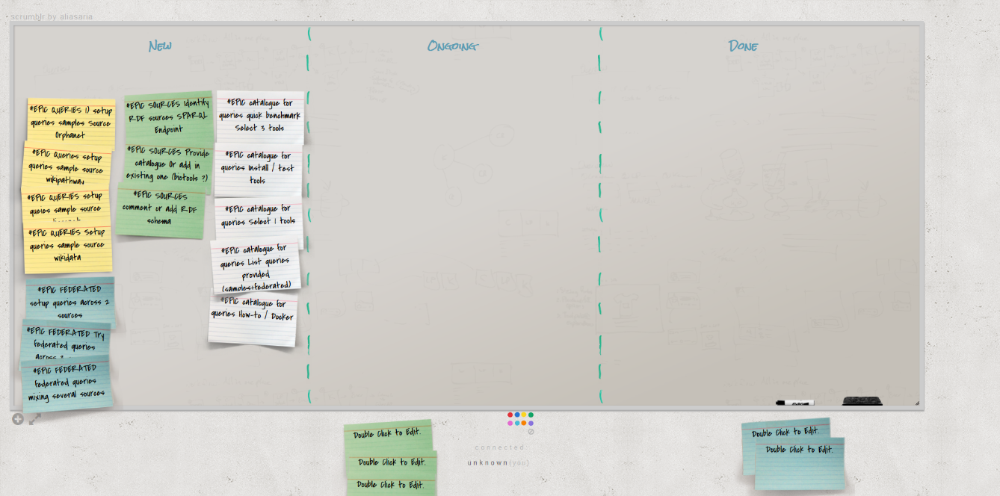 scrumblr by aliasaria
New
Ongoing
Done
*EPIC QUERIES 1) setup
queries samples Source
Orphanet
*EPIC Queries setup
queries sample source
wikipathway
*EPIC QUERIES setup
queies sample source
*EPIC QUERIES Setup
queries sample source
wikidata
*EPIC FEDERATED
setup queries across 2
sources
*EPIC FEDERATED Try
federated queries
across
*EPIC FEDERATED
federated queries
mixing several sources
*EPIC SOURCES Identify
RDF sources SPARQL
Endpoint
*EPIC SOURCES Provide
catalogue Or add in
existing one (biotools ?)
*EPIC SOURCES
comment or add RDF
schema
*EPIC catalogue for
queries quick benchmark
Select 3 tools
*EPIC catalogue for
queries Install / test
tools
*EPIC catalogue for
queries Select 1 tools
*EPIC catalogue for
queries List queries
provided
(samples+federated)
*EPIC catalogue for
queries How-to / Docker
Double Click to Edit.
Double Click to Edit.
Double Click to Edit.
connected.
unknown(you)
Double Click to Edit.
Double Click to Edit.